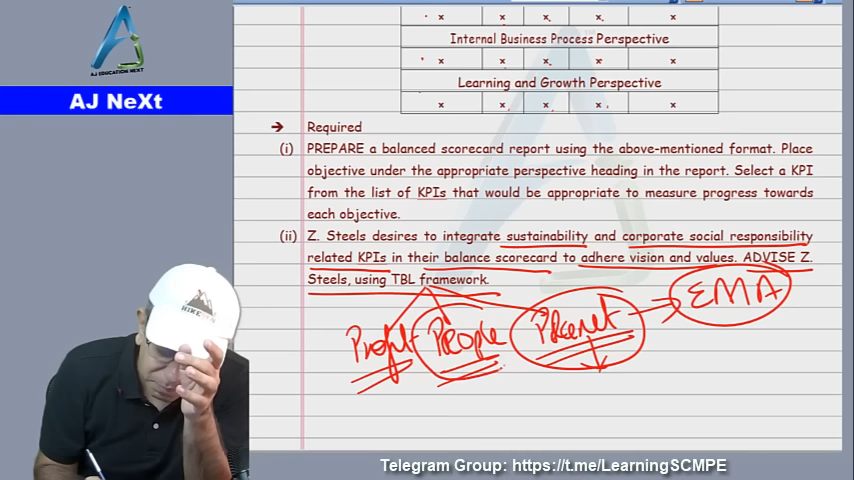 x x x x x
Internal Business Process Perspective
x x x x x
Learning and Growth Perspective
x x x x x
AJ EDUCATION NEXT
AJ NeXt
→ Required
(i) PREPARE a balanced scorecard report using the above-mentioned format. Place
objective under the appropriate perspective heading in the report. Select a KPI
from the list of KPIs that would be appropriate to measure progress towards
each objective.
(ii) Z. Steels desires to integrate sustainability and corporate social responsibility
related KPIs in their balance scorecard to adhere vision and values. ADVISE Z.
Steels, using TBL framework.
Profit People Planet → EMA
HIKE
Telegram Group: https://t.me/LearningSCMPE